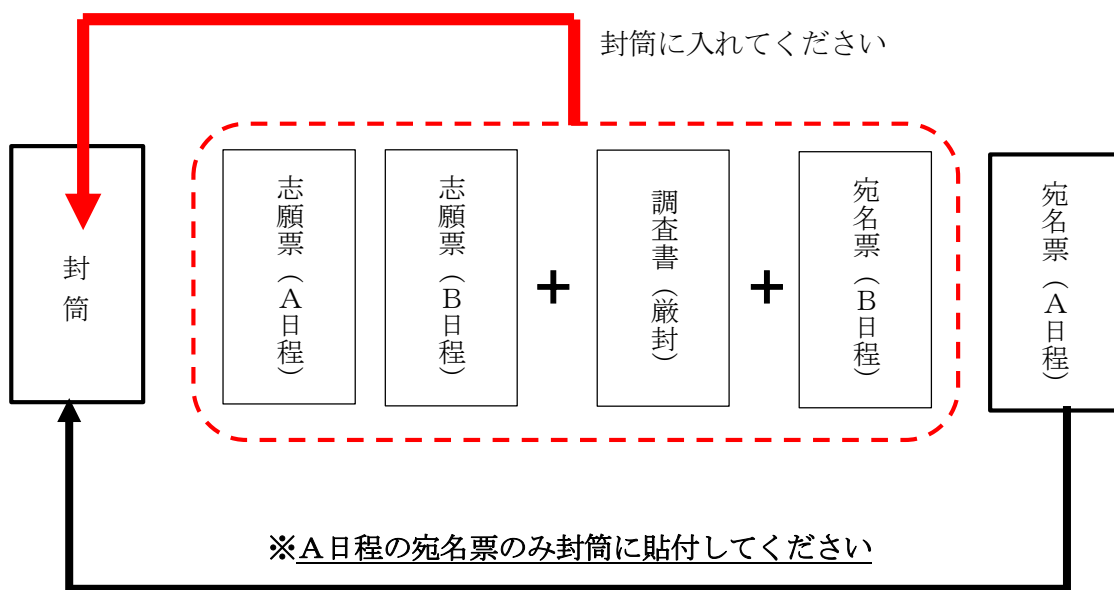 封筒に入れてください
封筒
志願票（Ａ日程）
志願票（Ｂ日程）
＋
調査書（厳封）
＋
宛名票（Ｂ日程）
宛名票（Ａ日程）
※Ａ日程の宛名票のみ封筒に貼付してください